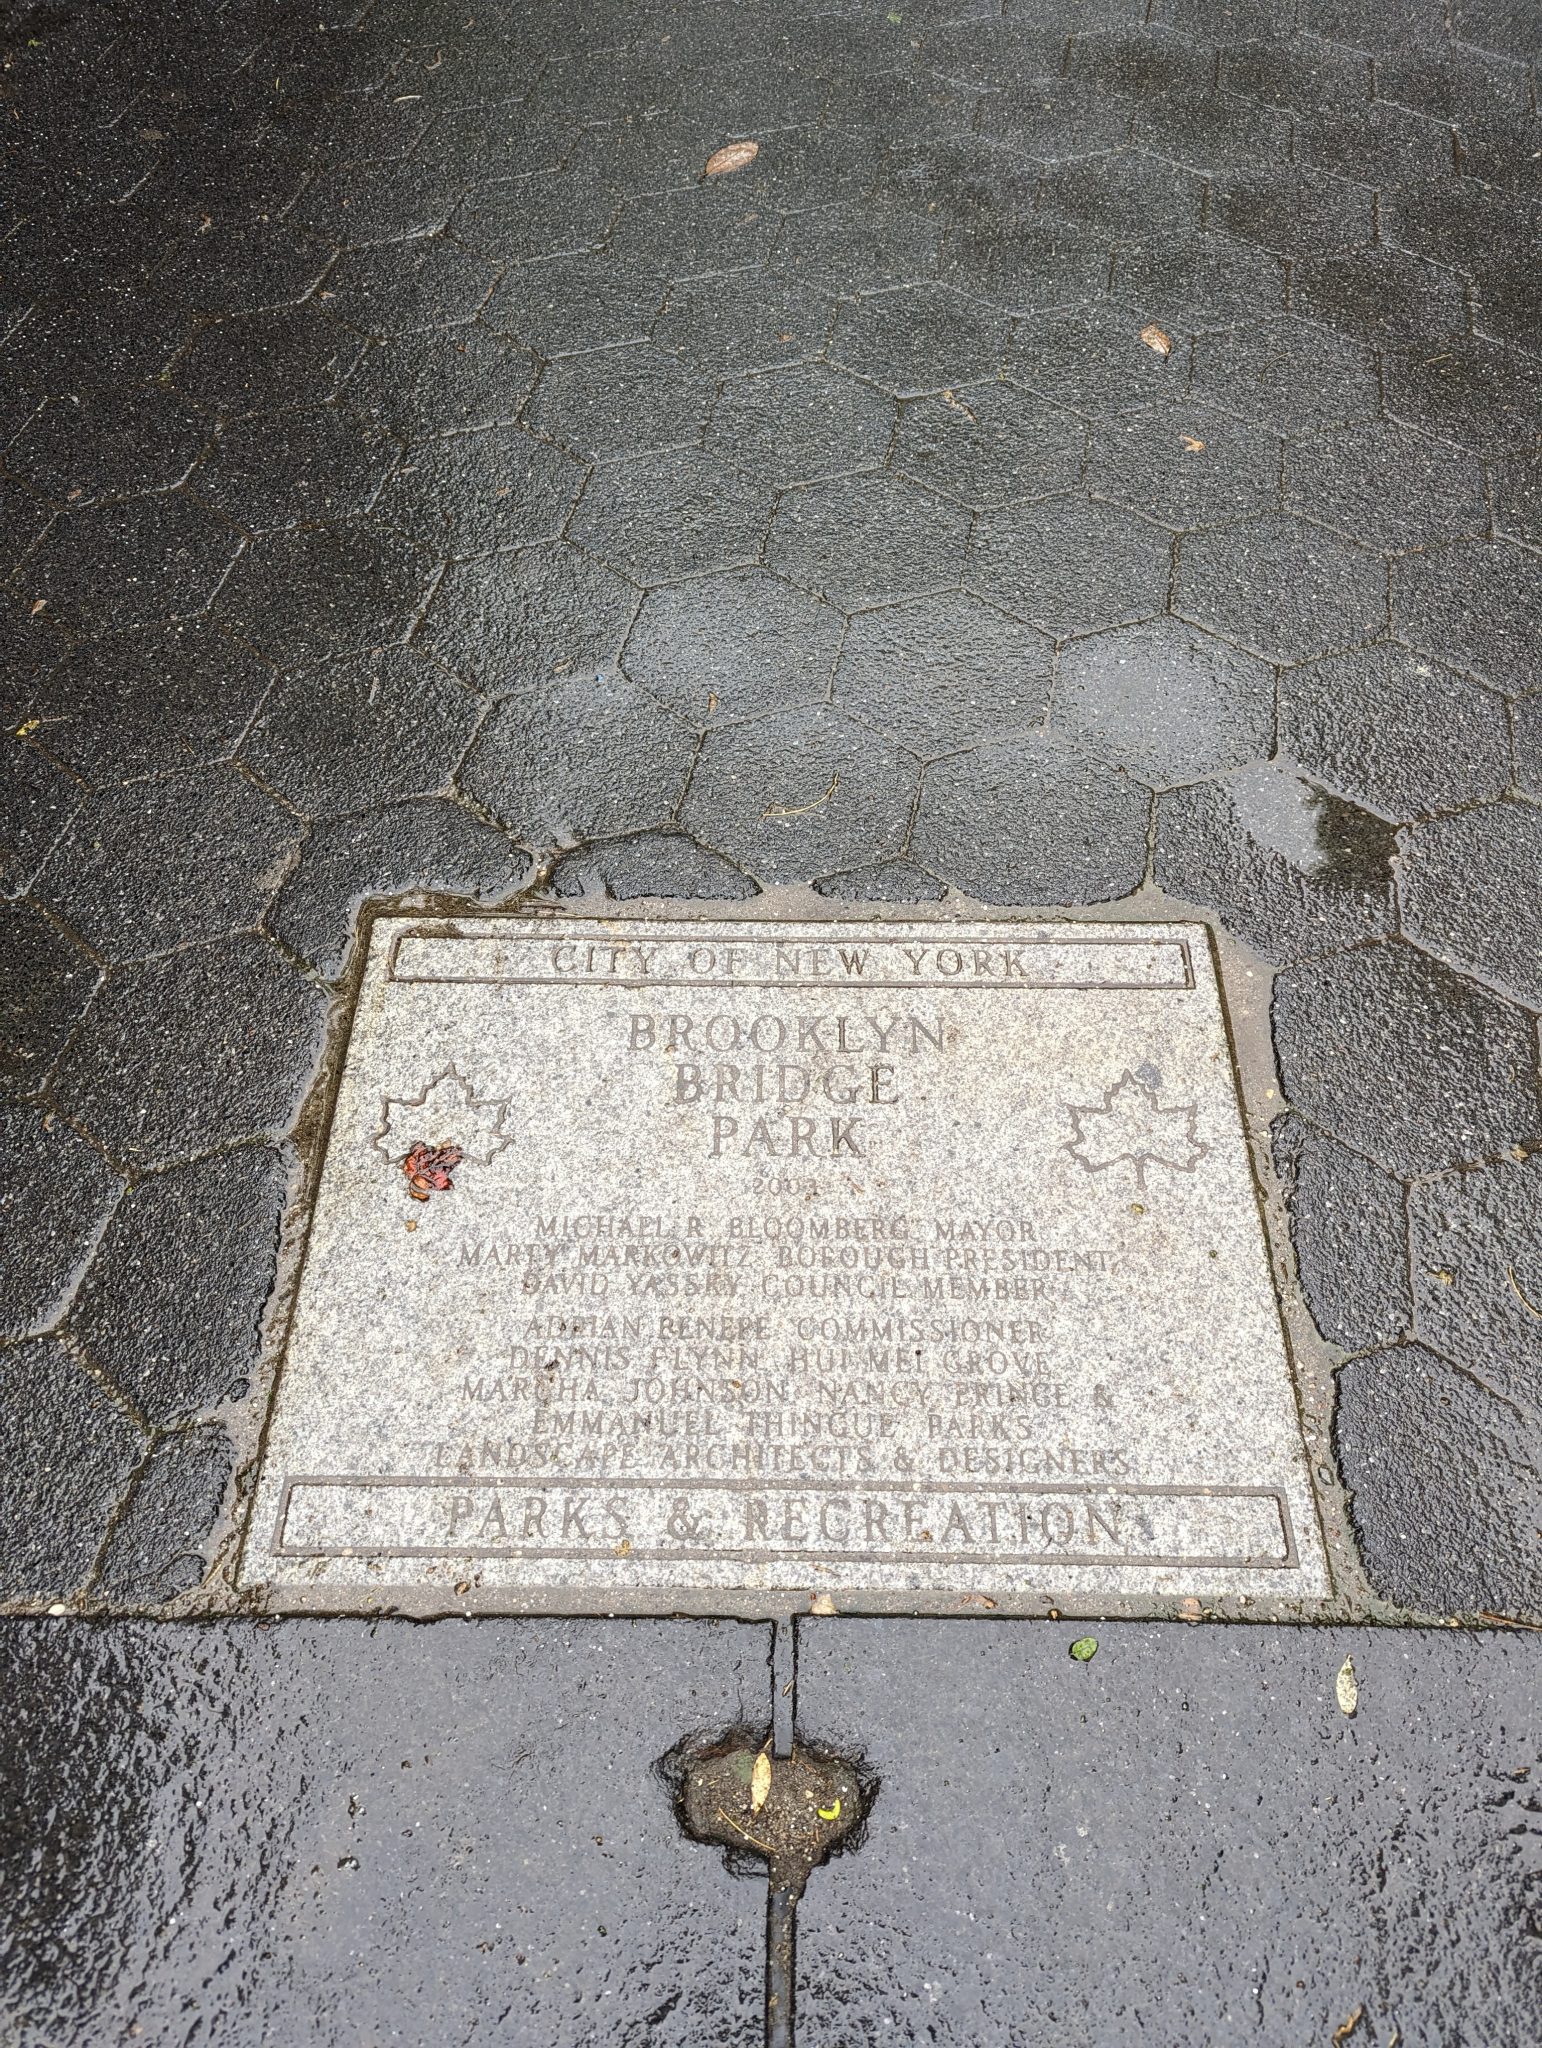 CITY OF NEW YORK
BROOKLYN
BRIDGE
PARK
2003
MICHAEL R BLOOMBERG MAYOR
MARTY MARKOWITZ BOROUGH PRESIDENT
DAVID YASSKY COUNCIL MEMBER
ADRIAN BENEPE COMMISSIONER
DENNIS FLYNN HUI MEI GROVE
MARCHA JOHNSON NANCY PRINCE &
EMMANUEL THINGUE PARKS
LANDSCAPE ARCHITECTS & DESIGNERS
PARKS & RECREATION